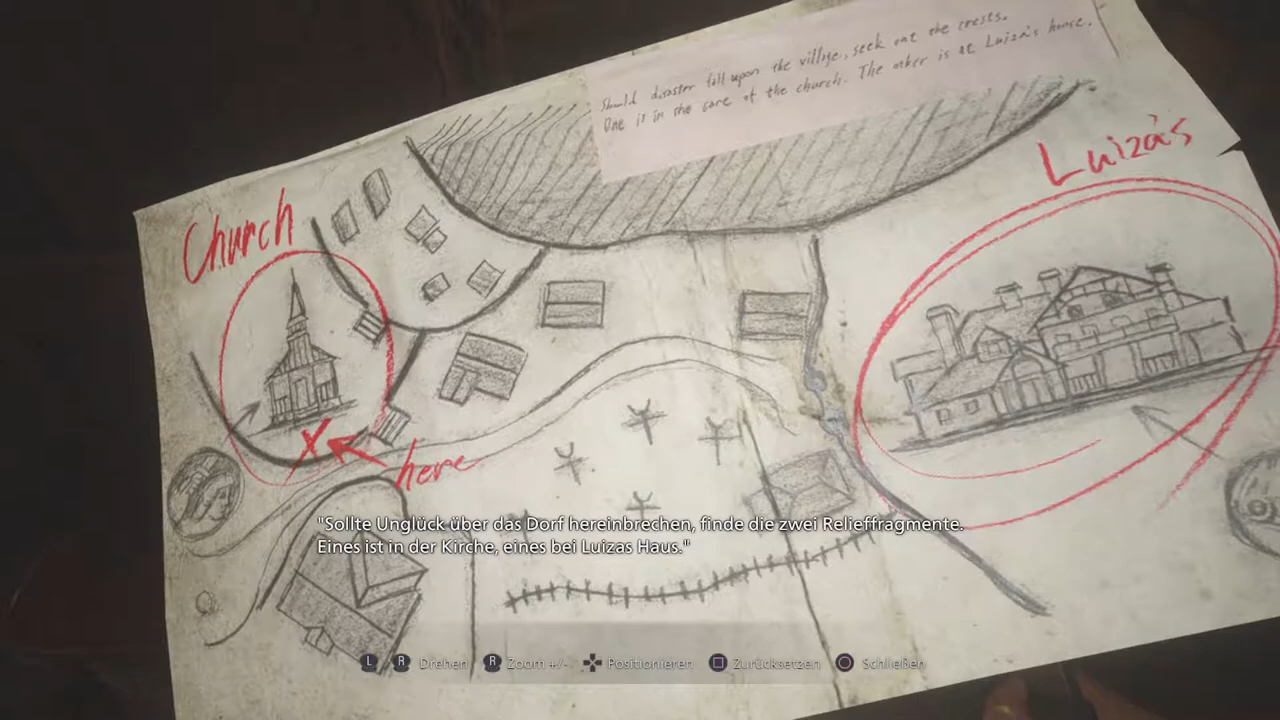 Should disaster fall upon the village, seek out the crests.
One is in the care of the church. The other is at Luiza's house.
Luiza's
Church
here
"Sollte Unglück über das Dorf hereinbrechen, finde die zwei Relieffragmente.
Eines ist in der Kirche, eines bei Luizas Haus."
L R Drehen R Zoom +/- Positionieren Zurücksetzen Schließen